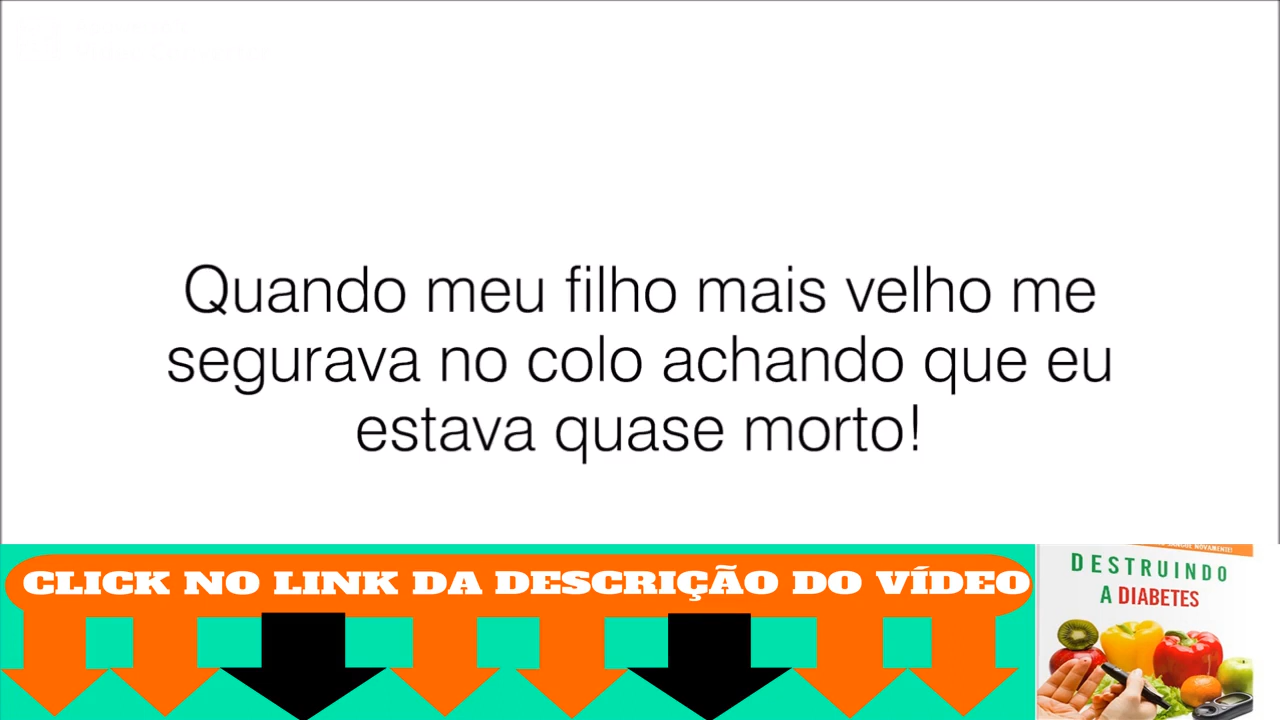 Quando meu filho mais velho me
segurava no colo achando que eu
estava quase morto!
CLICK NO LINK DA DESCRIÇÃO DO VÍDEO
NOVAMENTE!
DESTRUINDO
A DIABETES